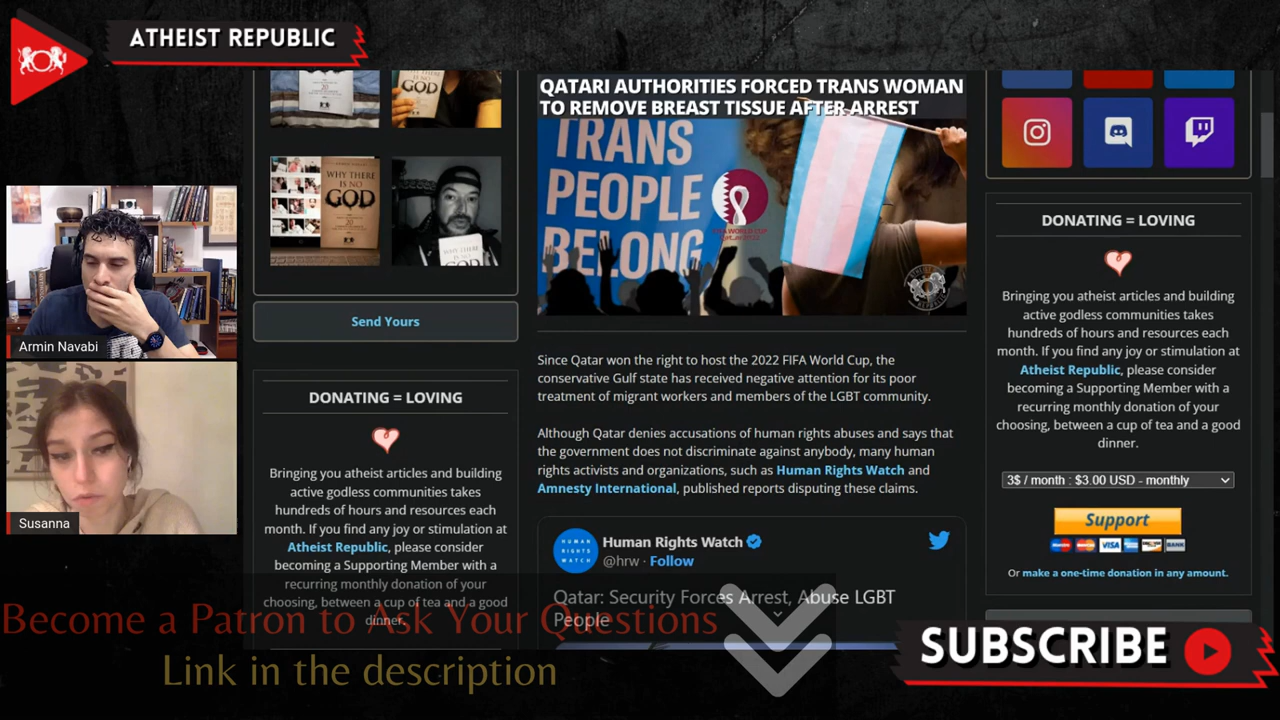 ATHEIST REPUBLIC
WHY THERE
IS NO
GOD
WHY THERE
Send Yours
DONATING = LOVING
Bringing you atheist articles and building
active godless communities takes
hundreds of hours and resources each
month. If you find any joy or stimulation at
Atheist Republic, please consider
becoming a Supporting Member with a
recurring monthly donation of your
choosing, between a cup of tea and a good
dinner.
QATARI AUTHORITIES FORCED TRANS WOMAN
TO REMOVE BREAST TISSUE AFTER ARREST
TRANS
PEOPLE
BELONG
Since Qatar won the right to host the 2022 FIFA World Cup, the
conservative Gulf state has received negative attention for its poor
treatment of migrant workers and members of the LGBT community.
Although Qatar denies accusations of human rights abuses and says that
the government does not discriminate against anybody, many human
rights activists and organizations, such as Human Rights Watch and
Amnesty International, published reports disputing these claims.
HUMAN
RIGHTS
WATCH
Human Rights Watch
@hrw · Follow
Qatar: Security Forces Arrest, Abuse LGBT
People
DONATING = LOVING
Bringing you atheist articles and building
active godless communities takes
hundreds of hours and resources each
month. If you find any joy or stimulation at
Atheist Republic, please consider
becoming a Supporting Member with a
recurring monthly donation of your
choosing, between a cup of tea and a good
dinner.
3$ / month : $3.00 USD - monthly
Support
VISA
BANK
Or make a one-time donation in any amount.
Armin Navabi
Susanna
Become a Patron to Ask Your Questions
Link in the description
SUBSCRIBE